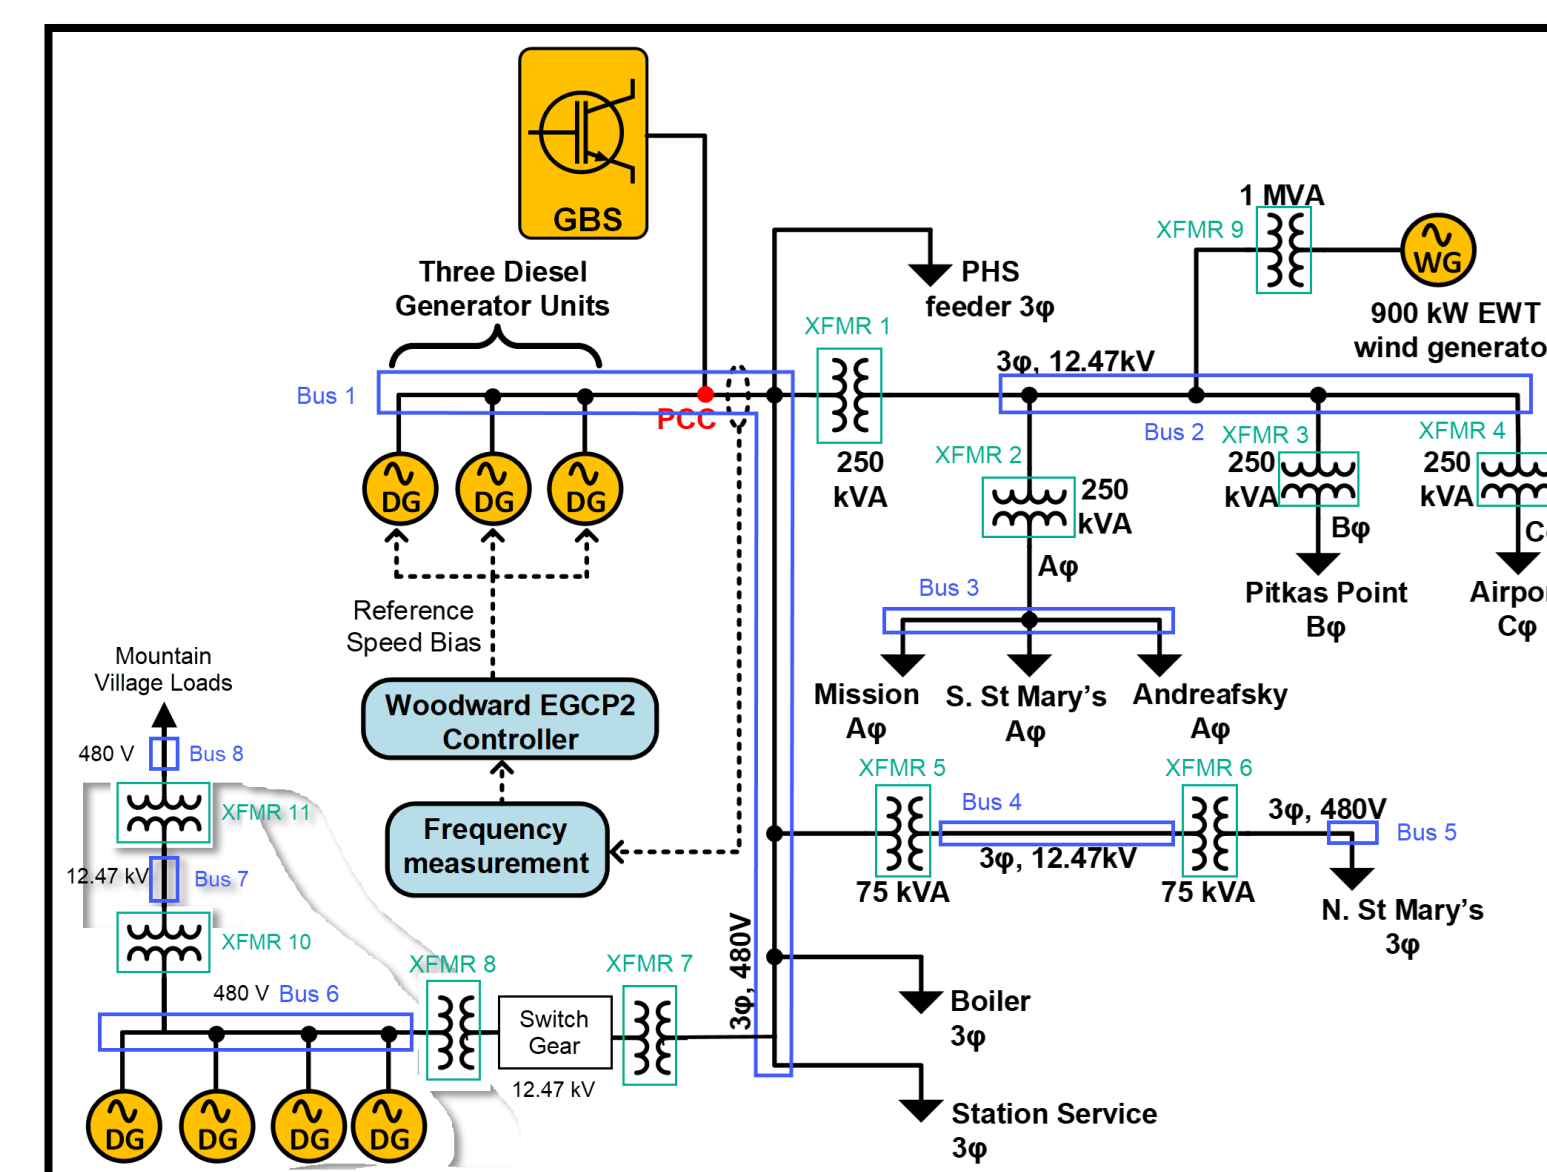 GBS
Three Diesel
Generator Units
Bus 1
PCC
DG
DG
DG
Reference
Speed Bias
Woodward EGCP2
Controller
Frequency
measurement
PHS
feeder 3φ
XFMR 1
250
kVA
3φ, 12.47kV
1 MVA
XFMR 9
WG
900 kW EWT
wind generato
Bus 2
XFMR 2
250
kVA
Aφ
XFMR 3
250
kVA
Bφ
Pitkas Point
Bφ
XFMR 4
250
kVA
Airpor
Cφ
Bus 3
Mission
Aφ
S. St Mary's
Aφ
Andreafsky
Aφ
XFMR 5
75 kVA
Bus 4
3φ, 12.47kV
XFMR 6
75 kVA
3φ, 480V
Bus 5
N. St Mary's
3φ
3φ, 480V
Boiler
3φ
Station Service
3φ
Mountain
Village Loads
480 V
Bus 8
XFMR 11
12.47 kV
Bus 7
XFMR 10
480 V
Bus 6
XFMR 8
Switch
Gear
12.47 kV
XFMR 7
DG
DG
DG
DG